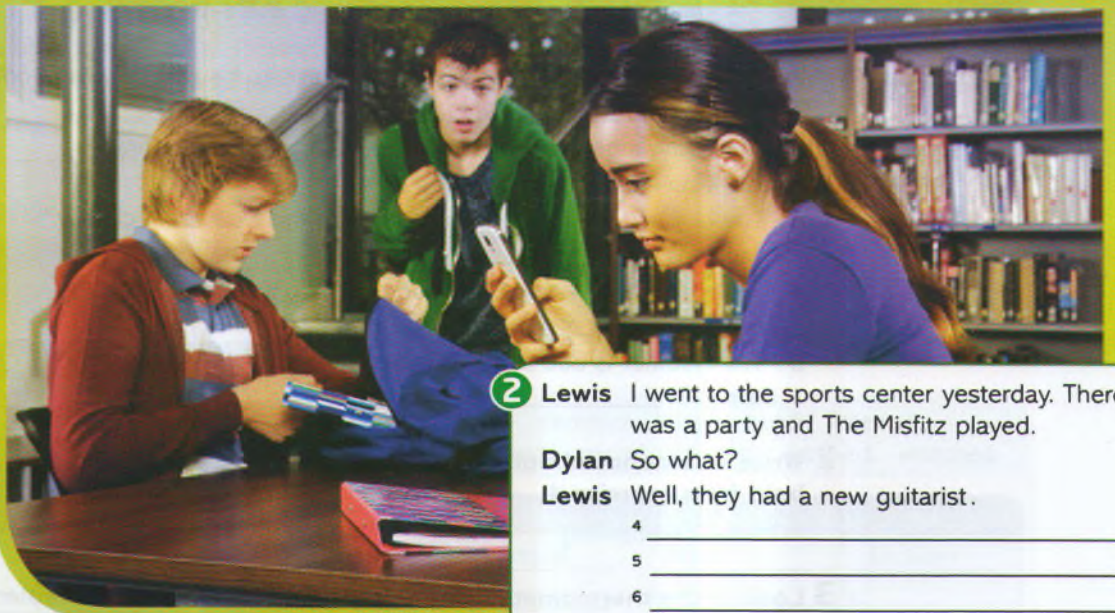 2 Lewis I went to the sports center yesterday. There
was a party and The Misfitz played.
Dylan So what?
Lewis Well, they had a new guitarist.
4
5
6